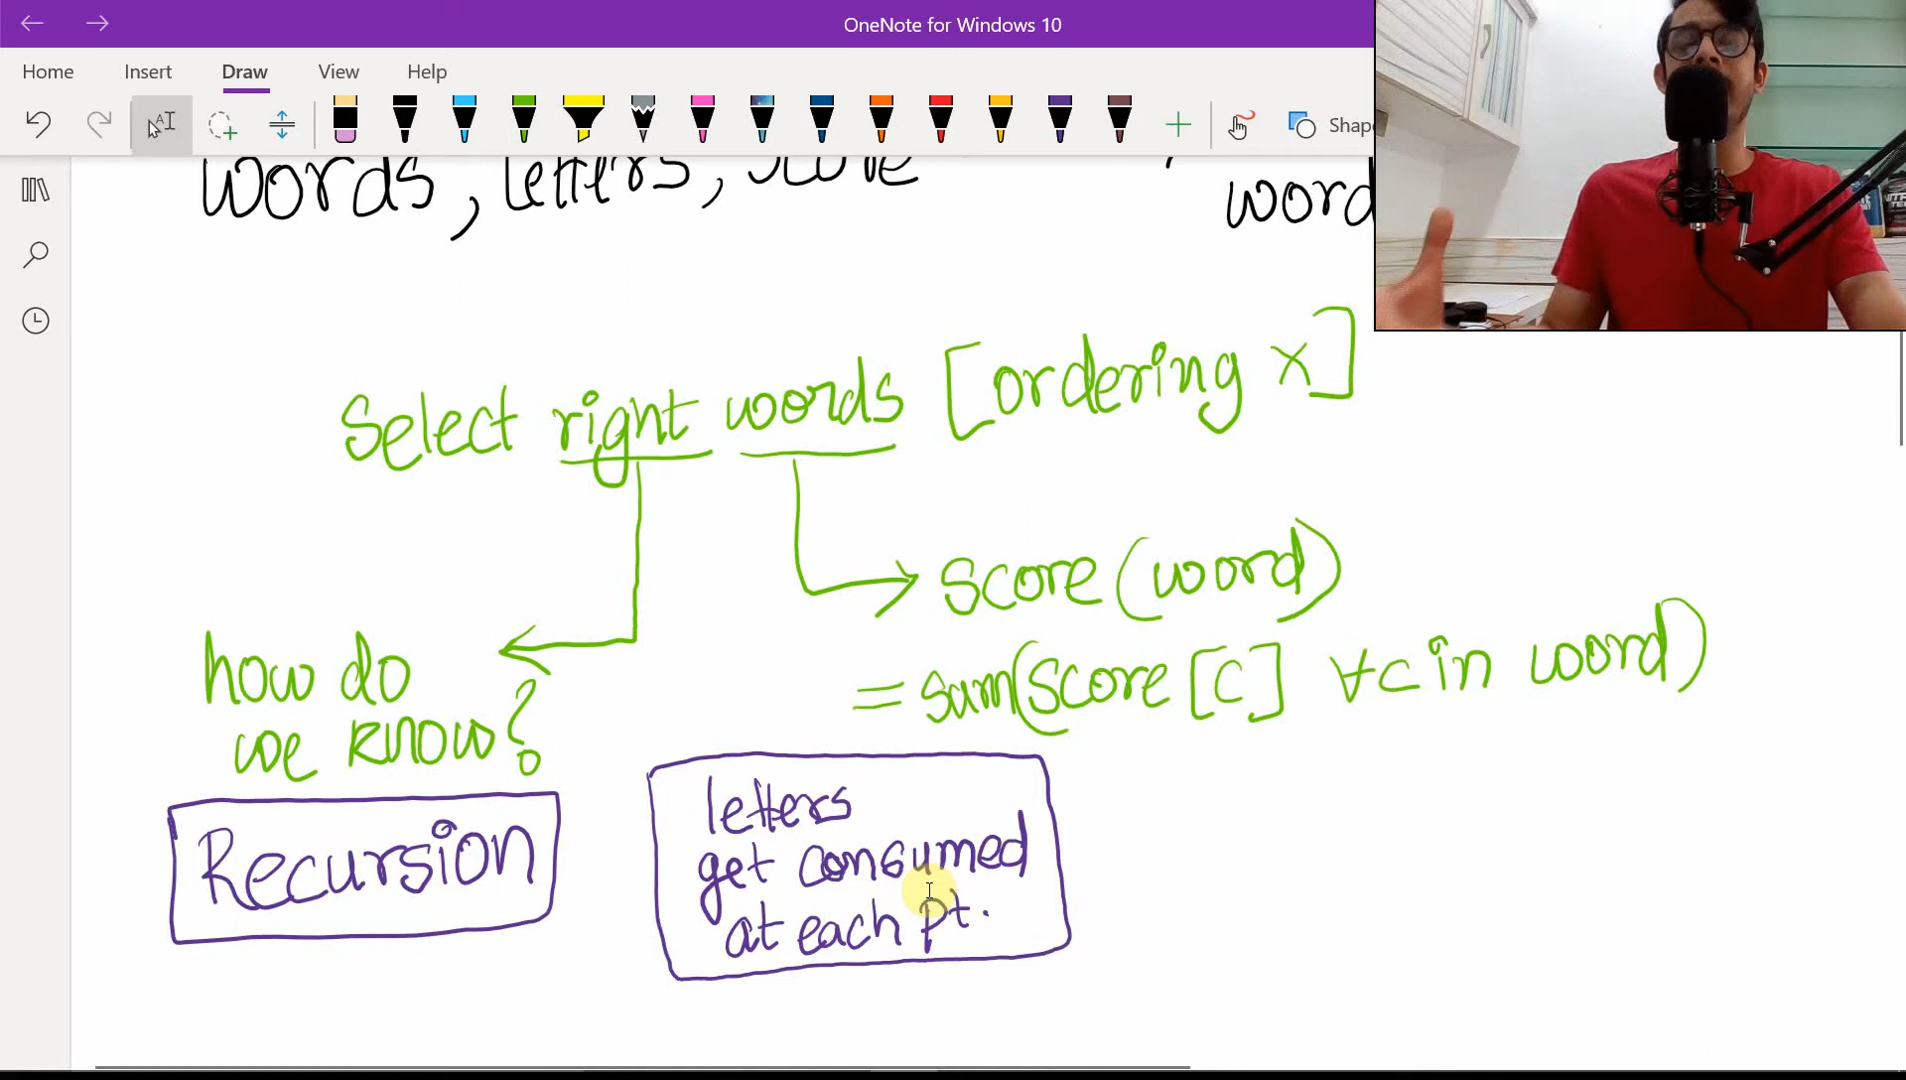 OneNote for Windows 10
Home Insert Draw View Help
Shap
words, letters, score
word
Select right words [ordering x]
score(word)
= sum(score[c] ∀c in word)
how do
we know?
Recursion
letters
get consumed
at each pt.